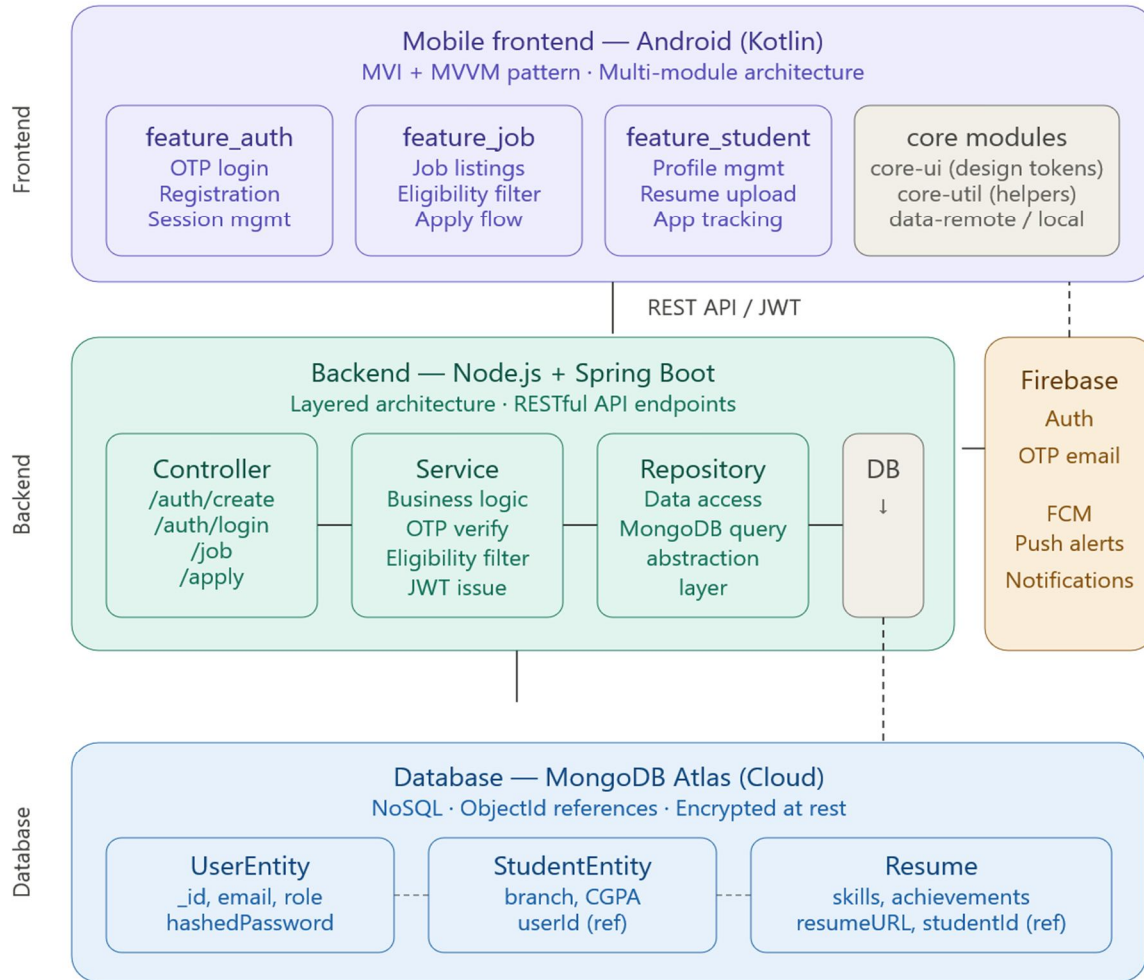 Frontend
Mobile frontend — Android (Kotlin)
MVI + MVVM pattern · Multi-module architecture
feature_auth
OTP login
Registration
Session mgmt
feature_job
Job listings
Eligibility filter
Apply flow
feature_student
Profile mgmt
Resume upload
App tracking
core modules
core-ui (design tokens)
core-util (helpers)
data-remote / local
REST API / JWT
Backend
Backend — Node.js + Spring Boot
Layered architecture · RESTful API endpoints
Controller
/auth/create
/auth/login
/job
/apply
Service
Business logic
OTP verify
Eligibility filter
JWT issue
Repository
Data access
MongoDB query
abstraction
layer
DB
↓
Firebase
Auth
OTP email
FCM
Push alerts
Notifications
Database
Database — MongoDB Atlas (Cloud)
NoSQL · ObjectId references · Encrypted at rest
UserEntity
_id, email, role
hashedPassword
StudentEntity
branch, CGPA
userId (ref)
Resume
skills, achievements
resumeURL, studentId (ref)